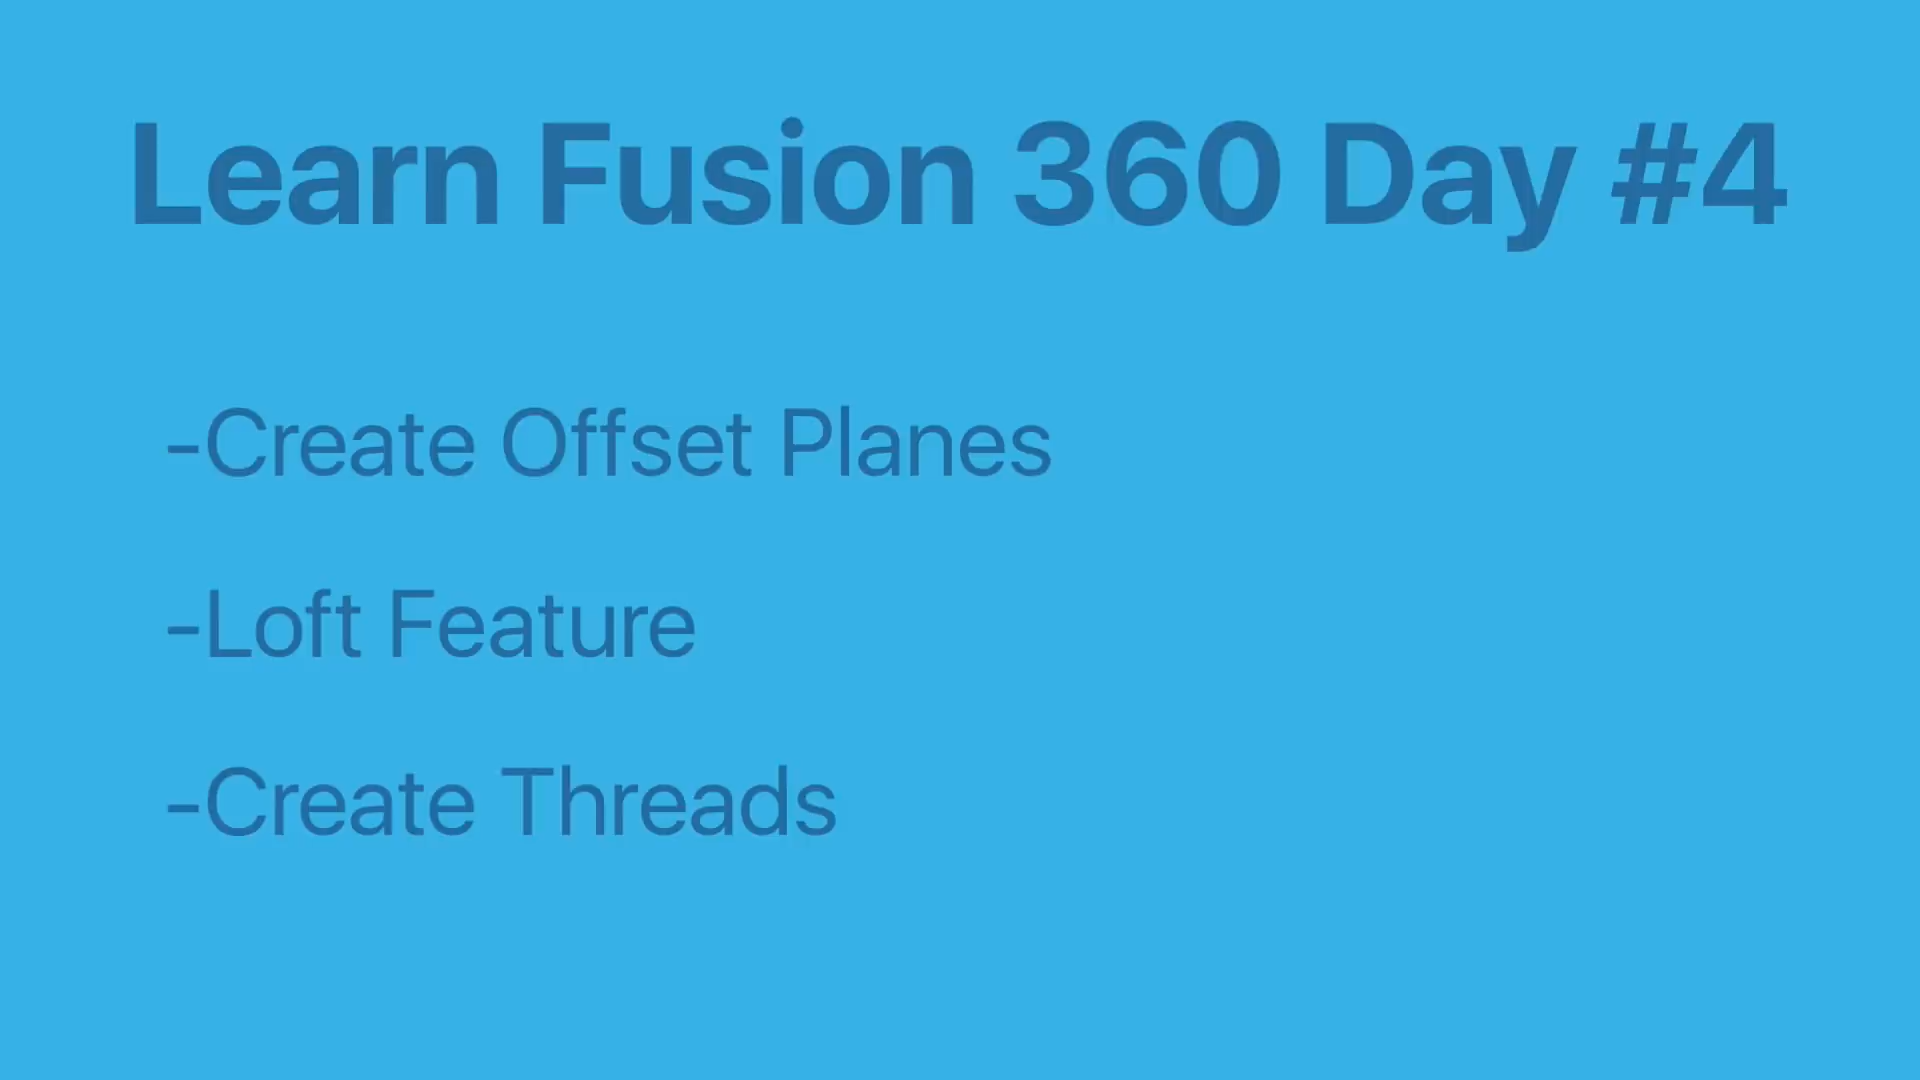 Learn Fusion 360 Day #4
-Create Offset Planes
-Loft Feature
-Create Threads